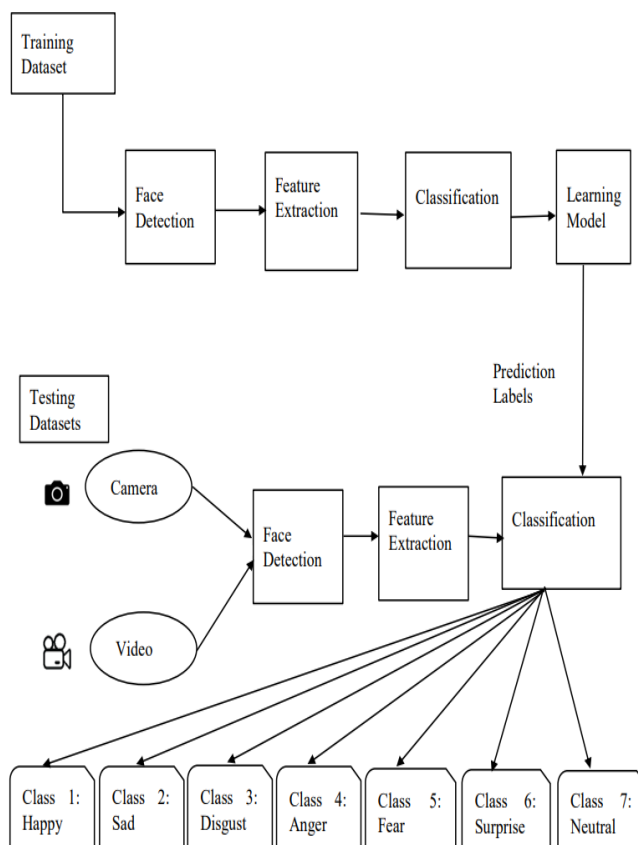 Training
Dataset
Face
Detection
Feature
Extraction
Classification
Learning
Model
Prediction
Labels
Testing
Datasets
Camera
Face
Detection
Feature
Extraction
Classification
Video
Class 1:
Happy
Class 2:
Sad
Class 3:
Disgust
Class 4:
Anger
Class 5:
Fear
Class 6:
Surprise
Class 7:
Neutral